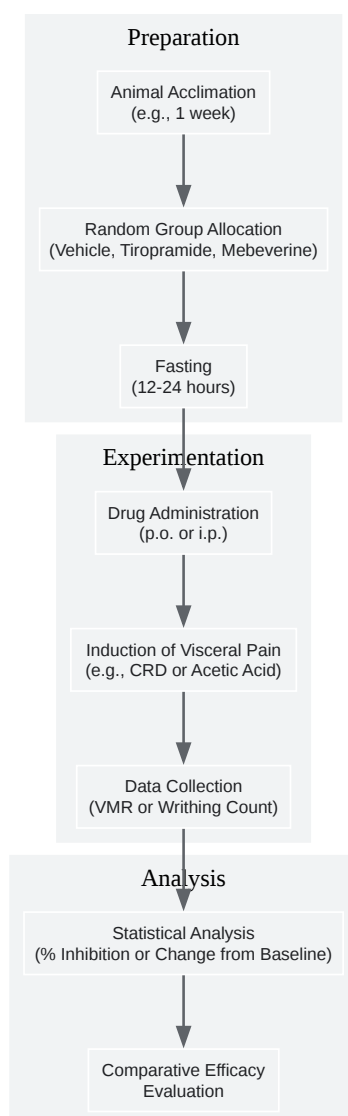 Preparation
Animal Acclimation
(e.g., 1 week)
Random Group Allocation
(Vehicle, Tiropramide, Mebeverine)
Fasting
(12-24 hours)
Experimentation
Drug Administration
(p.o. or i.p.)
Induction of Visceral Pain
(e.g., CRD or Acetic Acid)
Data Collection
(VMR or Writhing Count)
Analysis
Statistical Analysis
(% Inhibition or Change from Baseline)
Comparative Efficacy
Evaluation